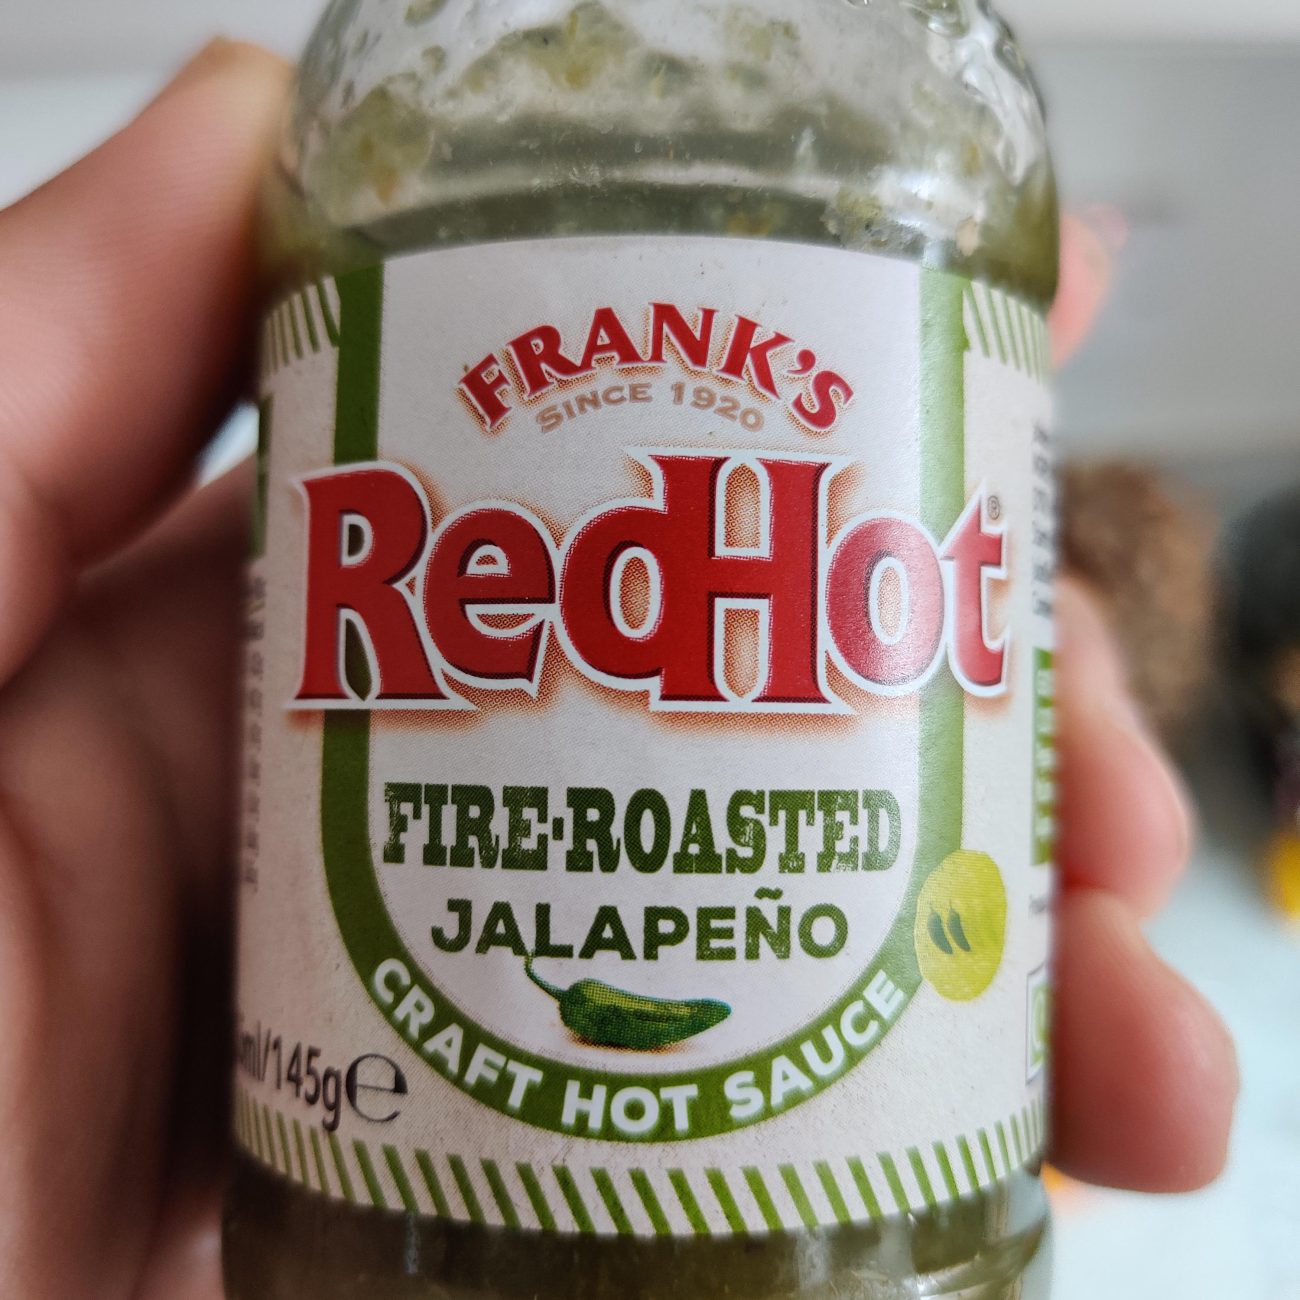 FRANK'S
SINCE 1920
RedHot®
FIRE-ROASTED
JALAPEÑO
CRAFT HOT SAUCE
ml/145g℮